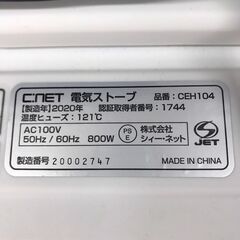 C:NET 電気ストーブ 品番：CEH104
【製造年】2020年 認証取得者番号：1744
温度ヒューズ：121℃
AC100V
50Hz / 60Hz 800W
PS
E
株式会社
シィー・ネット
S
JET
製造番号 20002747
MADE IN CHINA